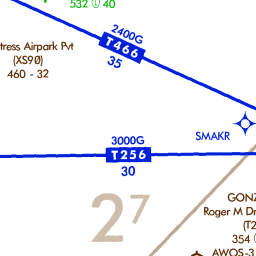 532 Ⓛ 40
2400G
T466
35
tress Airpark Pvt
(XS90)
460 - 32
SMAKR
3000G
T256
30
27
GONZ
Roger M Dr
(T2
354
AWOS-3